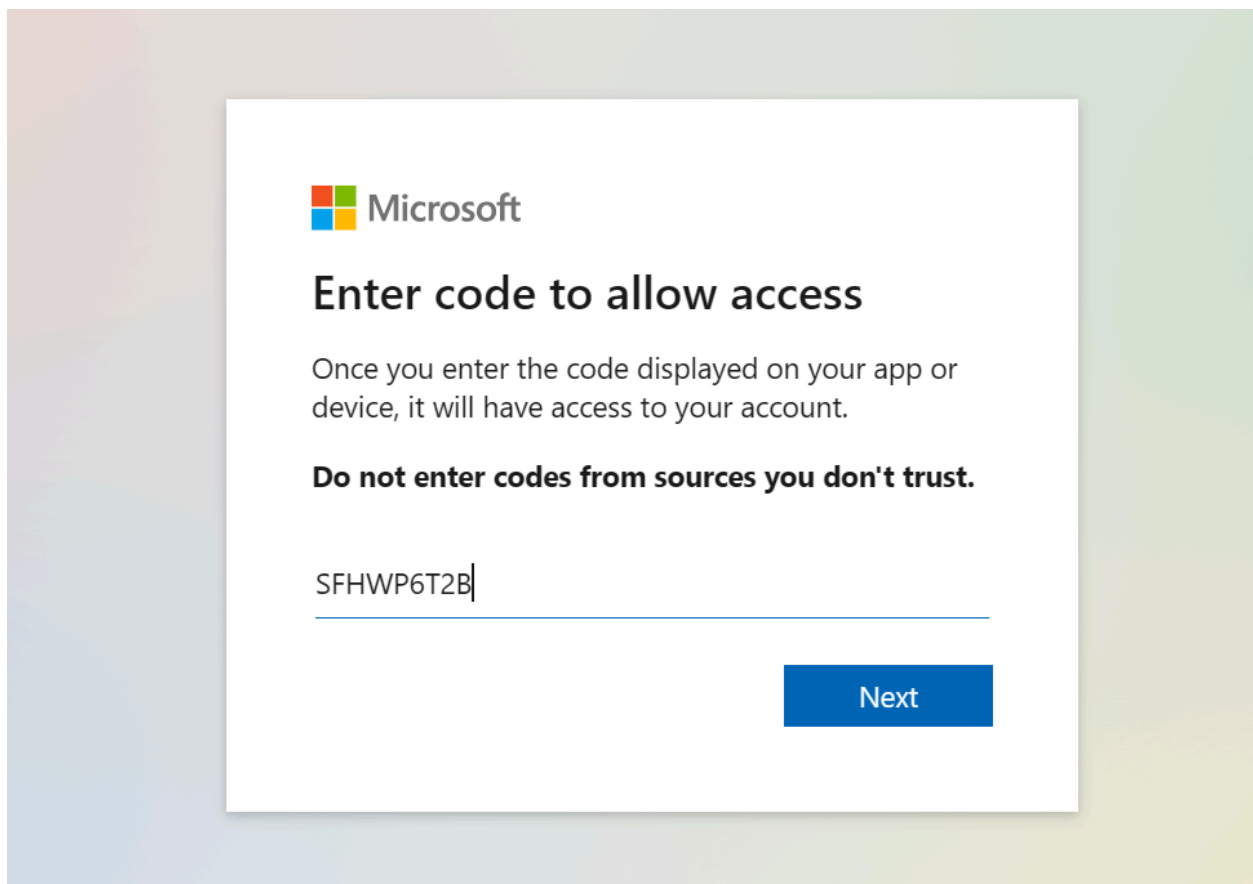 Microsoft
Enter code to allow access
Once you enter the code displayed on your app or
device, it will have access to your account.
Do not enter codes from sources you don't trust.
SFHWP6T2B
Next